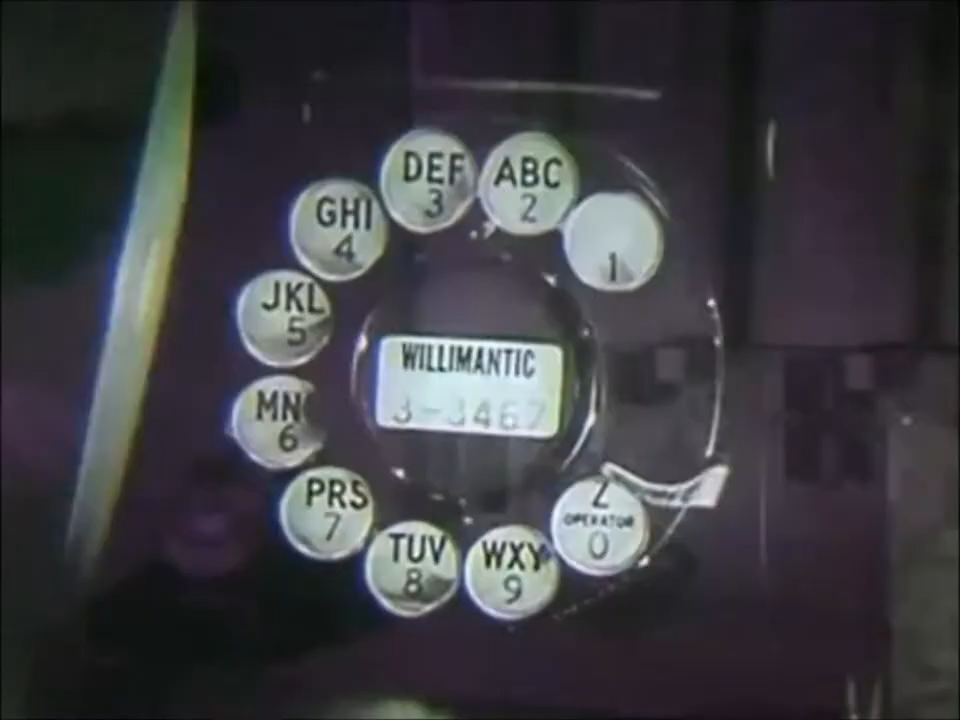 ABC
2
DEF
3
1
GHI
4
JKL
5
WILLIMANTIC
3-3467
MN
6
PRS
7
Z
OPERATOR
0
TUV
8
WXY
9